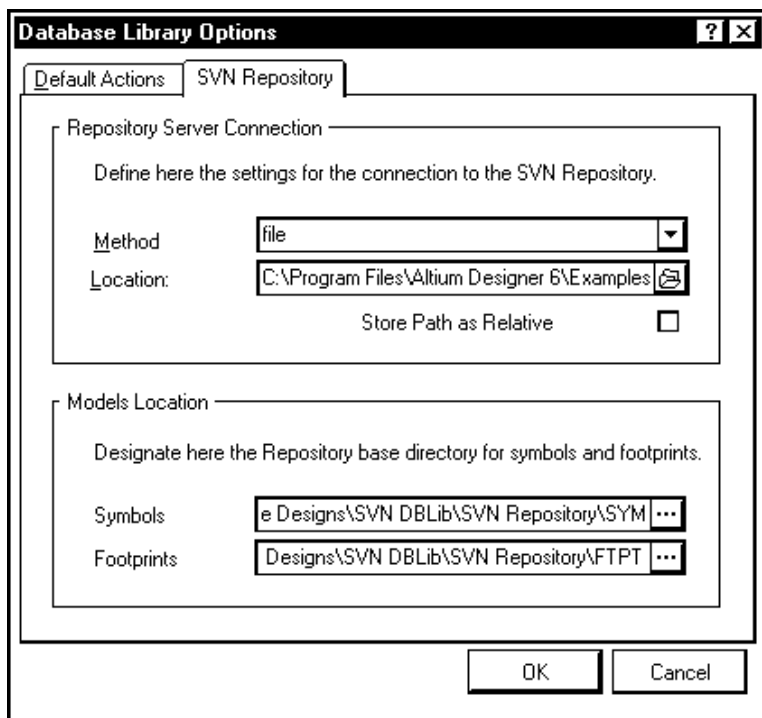 Database Library Options
Default Actions
SVN Repository
Repository Server Connection
Define here the settings for the connection to the SVN Repository.
Method file
Location: C:\Program Files\Altium Designer 6\Examples
Store Path as Relative
Models Location
Designate here the Repository base directory for symbols and footprints.
Symbols e Designs\SVN DBLib\SVN Repository\SYM ...
Footprints Designs\SVN DBLib\SVN Repository\FTPT ...
OK Cancel